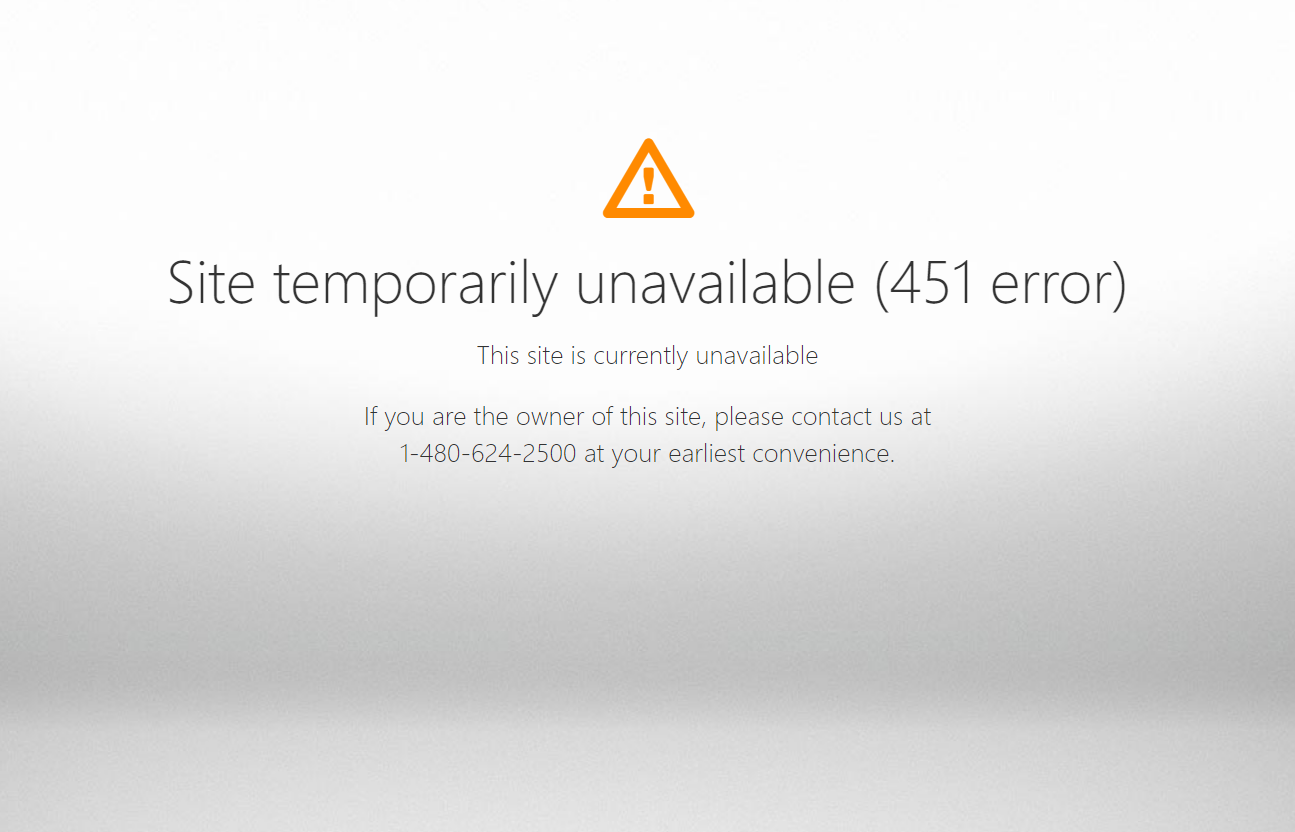 Site temporarily unavailable (451 error)
This site is currently unavailable
If you are the owner of this site, please contact us at
1-480-624-2500 at your earliest convenience.